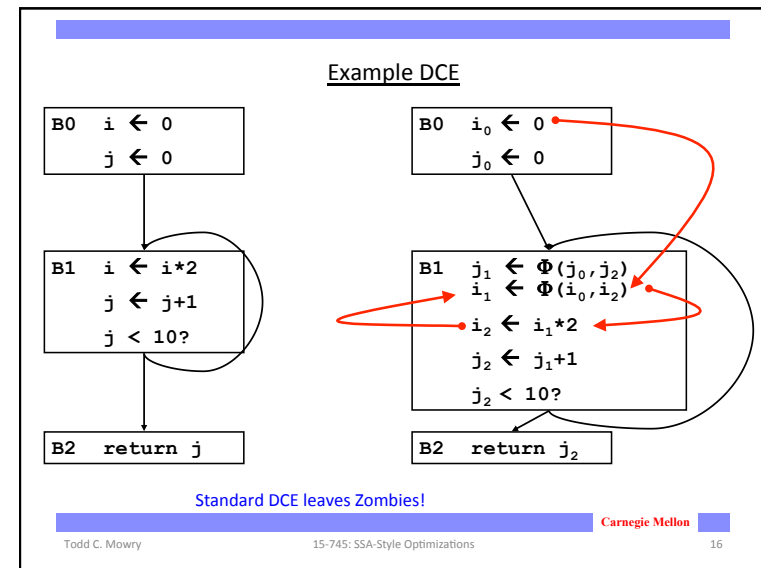 Example DCE
B0 i ← 0
j ← 0
B1 i ← i*2
j ← j+1
j < 10?
B2 return j
B0 i₀ ← 0
j₀ ← 0
B1 j₁ ← Φ(j₀,j₂)
i₁ ← Φ(i₀,i₂)
i₂ ← i₁*2
j₂ ← j₁+1
j₂ < 10?
B2 return j₂
Standard DCE leaves Zombies!
Carnegie Mellon
Todd C. Mowry 15-745: SSA-Style Optimizations 16